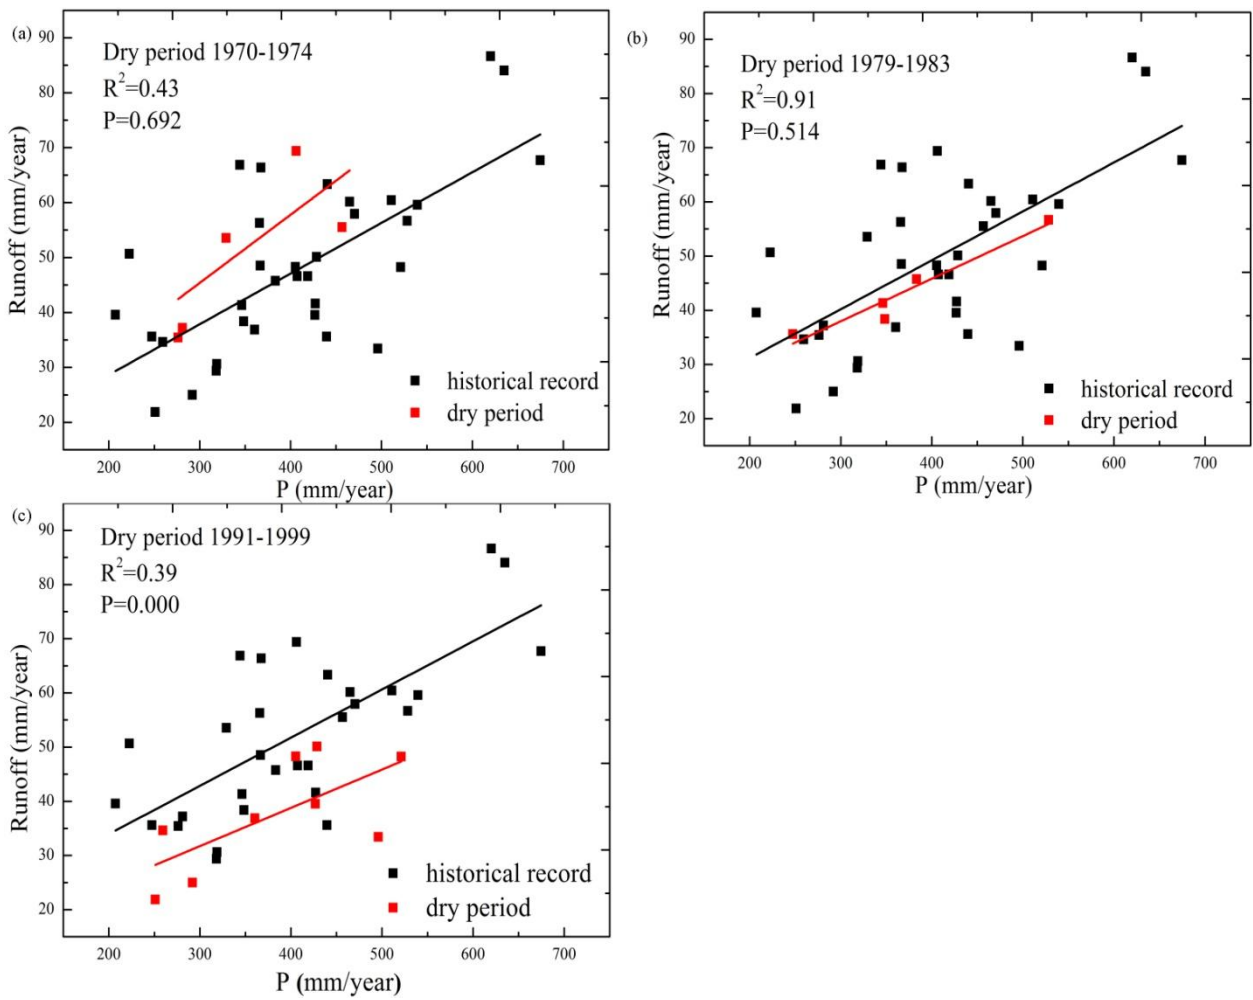 (a)
Dry period 1970-1974
R²=0.43
P=0.692
90
80
70
60
50
40
30
20
Runoff (mm/year)
historical record
dry period
200 300 400 500 600 700
P (mm/year)
(b)
Dry period 1979-1983
R²=0.91
P=0.514
90
80
70
60
50
40
30
20
Runoff (mm/year)
historical record
dry period
200 300 400 500 600 700
P (mm/year)
(c)
Dry period 1991-1999
R²=0.39
P=0.000
90
80
70
60
50
40
30
20
Runoff (mm/year)
historical record
dry period
200 300 400 500 600 700
P (mm/year)